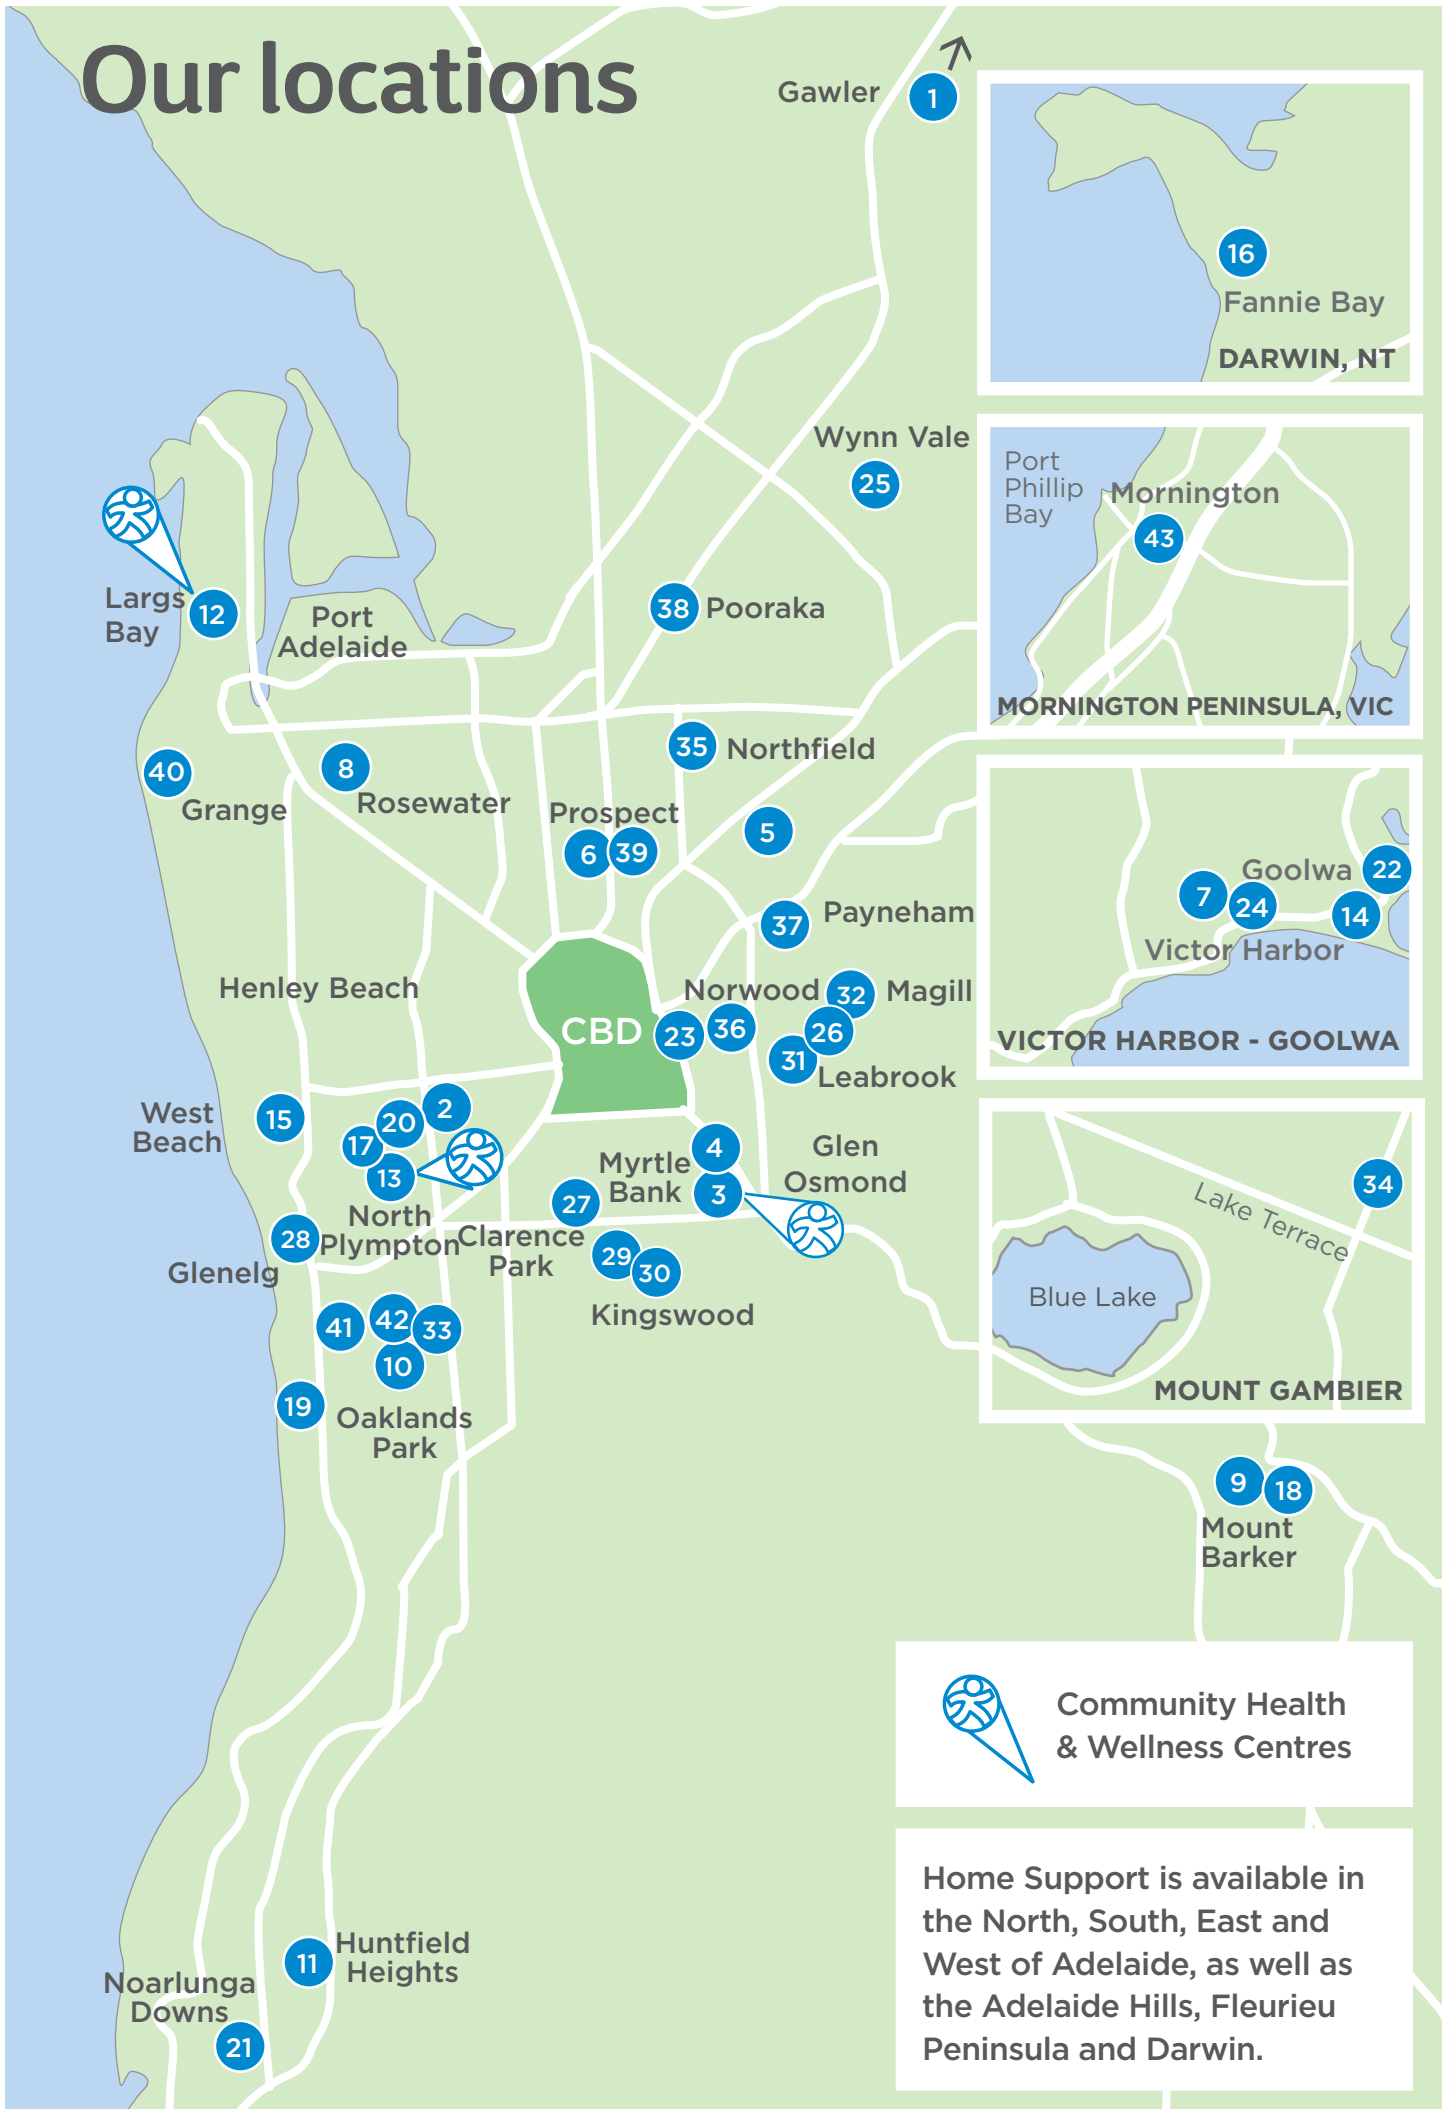 Our locations
Gawler
1
16
Fannie Bay
DARWIN, NT
Wynn Vale
25
Port
Phillip
Bay
Mornington
43
MORNINGTON PENINSULA, VIC
Largs
Bay
12
Port
Adelaide
38
Pooraka
40
Grange
8
Rosewater
35
Northfield
Prospect
6
39
5
37
Payneham
Goolwa
22
7
24
14
Victor Harbor
VICTOR HARBOR - GOOLWA
Henley Beach
CBD
Norwood
32
Magill
23
36
26
31
Leabrook
West
Beach
15
20
2
17
13
North
Plympton
4
Myrtle
Bank
3
Glen
Osmond
27
Clarence
Park
28
Glenelg
29
30
Kingswood
34
Lake Terrace
Blue Lake
MOUNT GAMBIER
41
42
33
10
19
Oaklands
Park
9
18
Mount
Barker
Community Health
& Wellness Centres
Home Support is available in
the North, South, East and
West of Adelaide, as well as
the Adelaide Hills, Fleurieu
Peninsula and Darwin.
11
Huntfield
Heights
Noarlunga
Downs
21